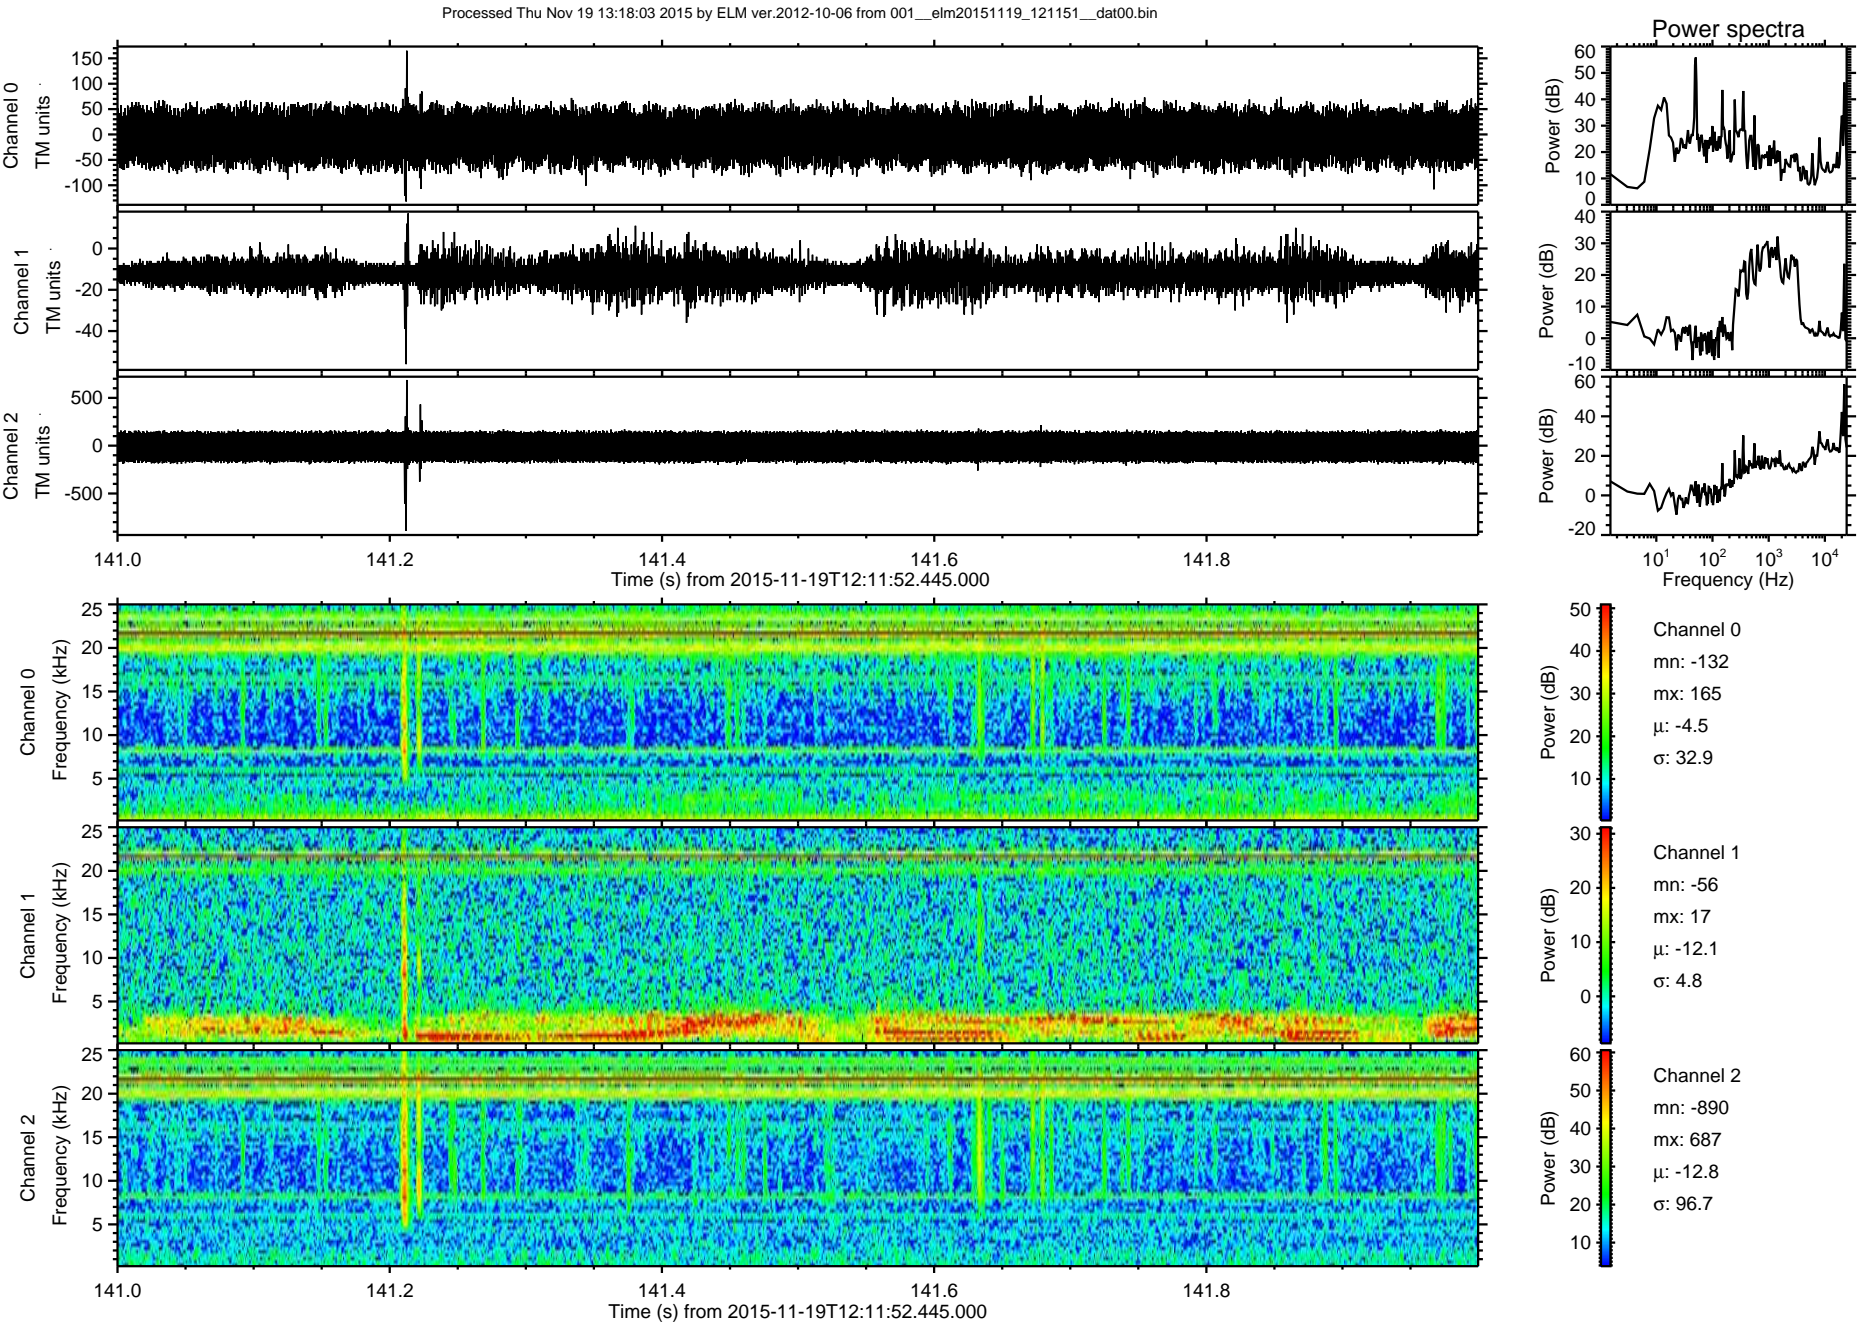 Processed Thu Nov 19 13:18:03 2015 by ELM ver.2012-10-06 from 001__elm20151119_121151__dat00.bin
Power spectra
Channel 0
TM units
150
100
50
0
-50
-100
Power (dB)
60
50
40
30
20
10
0
Channel 1
TM units
0
-20
-40
Power (dB)
40
30
20
10
0
-10
Channel 2
TM units
500
0
-500
Power (dB)
60
40
20
0
-20
141.0 141.2 141.4 141.6 141.8
Time (s) from 2015-11-19T12:11:52.445.000
10^1 10^2 10^3 10^4
Frequency (Hz)
Channel 0
Frequency (kHz)
25
20
15
10
5
Power (dB)
50
40
30
20
10
Channel 0
mn: -132
mx: 165
μ: -4.5
σ: 32.9
Channel 1
Frequency (kHz)
25
20
15
10
5
Power (dB)
30
20
10
0
Channel 1
mn: -56
mx: 17
μ: -12.1
σ: 4.8
Channel 2
Frequency (kHz)
25
20
15
10
5
Power (dB)
60
50
40
30
20
10
Channel 2
mn: -890
mx: 687
μ: -12.8
σ: 96.7
141.0 141.2 141.4 141.6 141.8
Time (s) from 2015-11-19T12:11:52.445.000